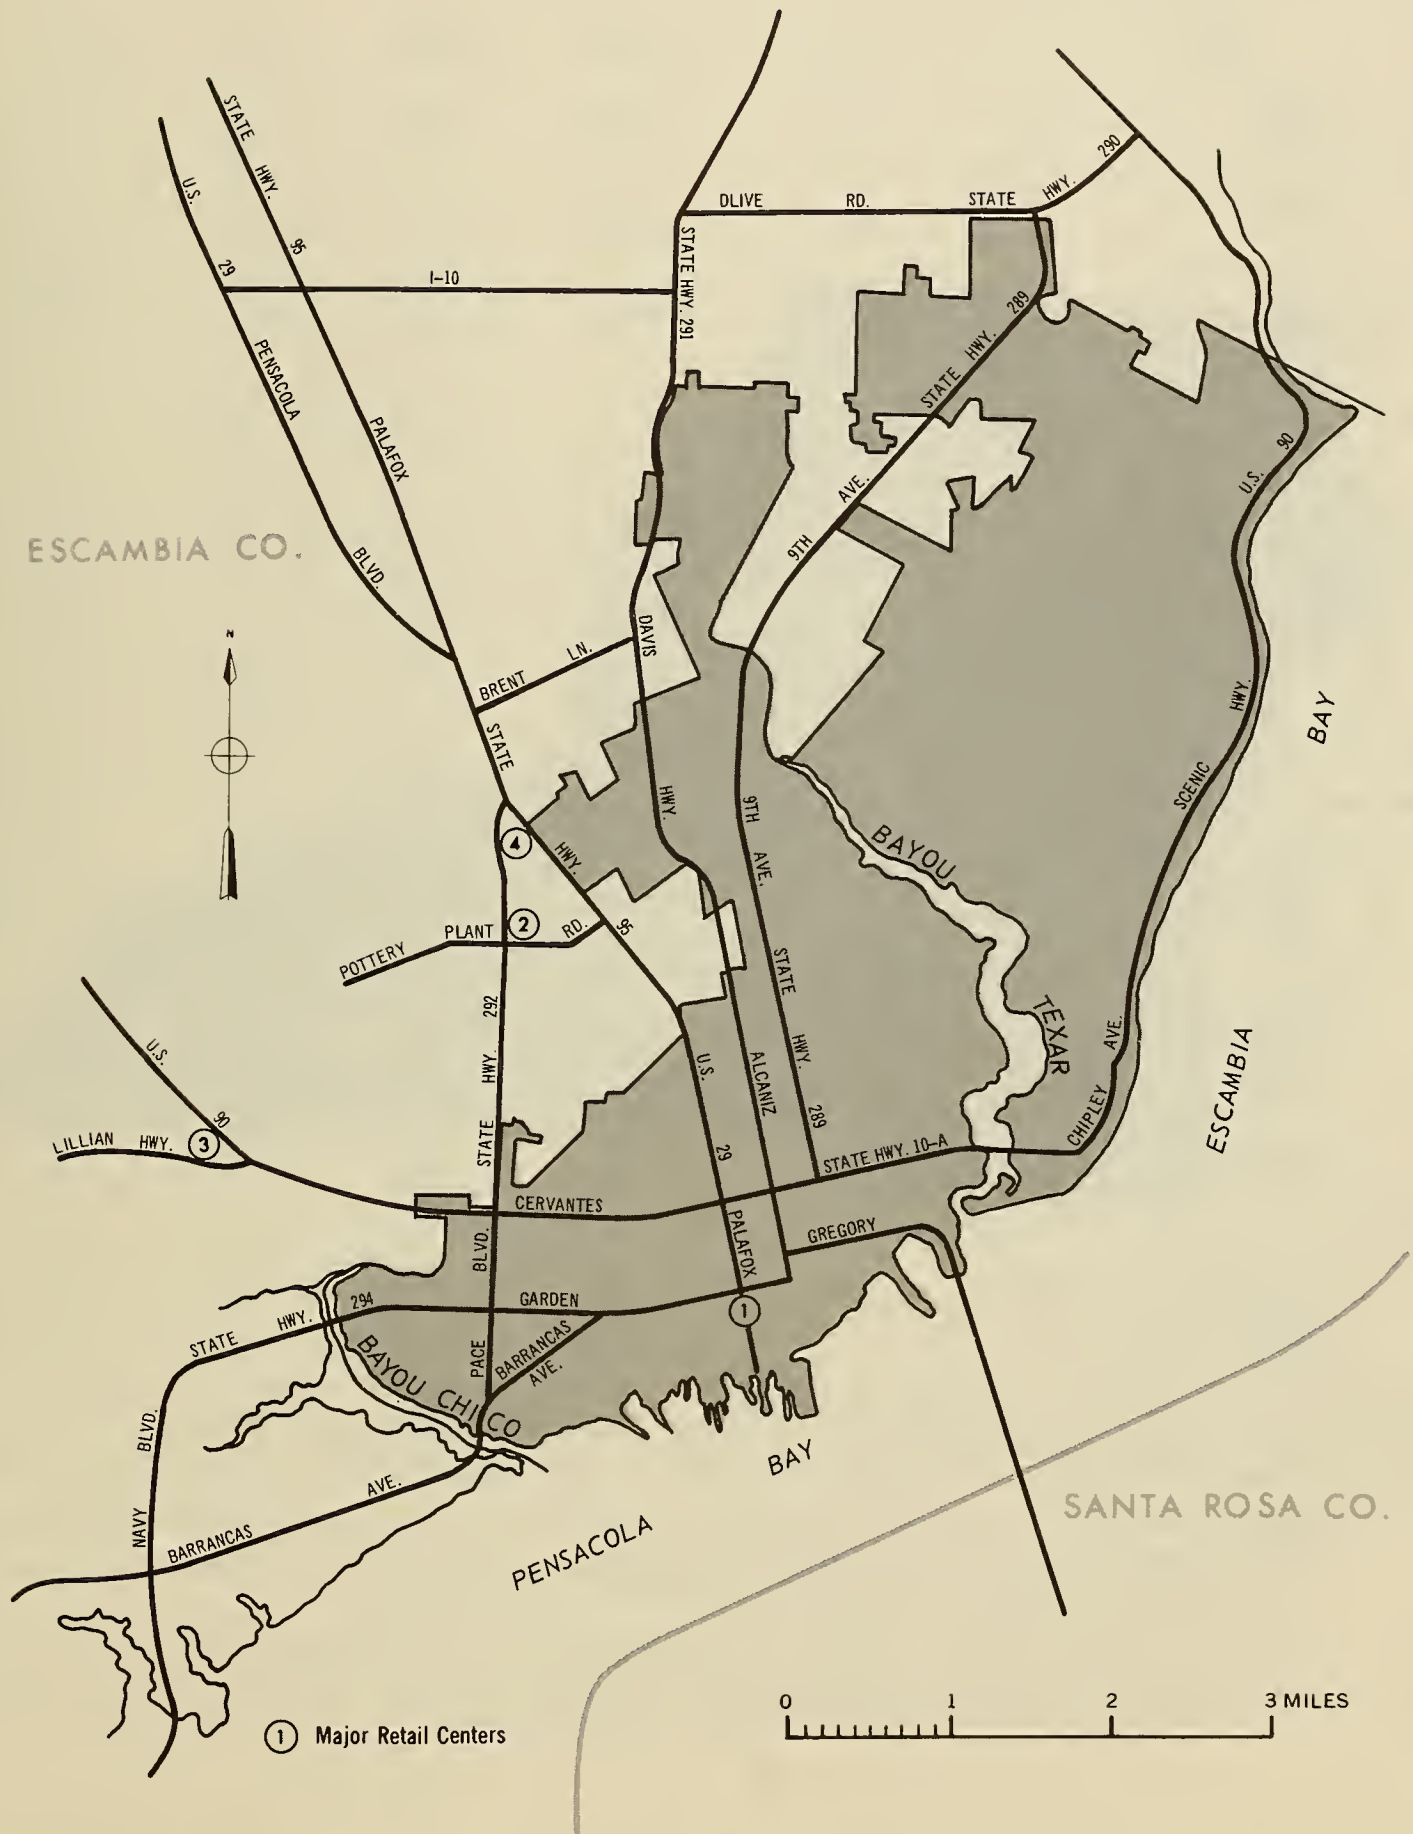 STATE HWY. 95
U.S. 29
DLIVE RD. STATE HWY. 290
I-10
STATE HWY. 291
PENSACOLA BLVD.
PALAFOX
STATE HWY. 289
9TH AVE.
U.S. 90
ESCAMBIA CO.
N
BRENT LN.
DAVIS HWY.
STATE HWY. 95
SCENIC HWY.
ESCAMBIA BAY
BAYOU TEXAR
9TH AVE.
STATE HWY. 289
4
2
POTTERY PLANT RD.
STATE HWY. 292
U.S. 90
LILLIAN HWY.
3
U.S. 29
ALCANIZ
CHIPLEY AVE.
STATE HWY. 10-A
CERVANTES
PALAFOX
GREGORY
PACE BLVD.
STATE HWY. 294
GARDEN
1
BARRANCAS AVE.
BAYOU CHICO
NAVY BLVD.
BARRANCAS AVE.
PENSACOLA BAY
SANTA ROSA CO.
1 Major Retail Centers
0 1 2 3 MILES